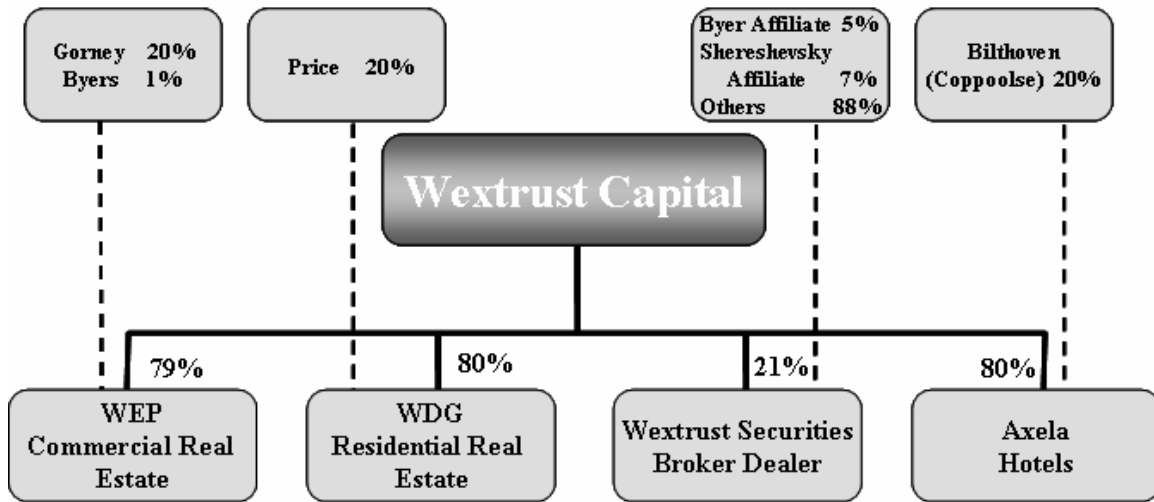 Gorney 20%
Byers 1%
Price 20%
Byer Affiliate 5%
Shereshevsky
Affiliate 7%
Others 88%
Bilthoven
(Coppoolse) 20%
Wextrust Capital
79%
80%
21%
80%
WEP
Commercial Real
Estate
WDG
Residential Real
Estate
Wextrust Securities
Broker Dealer
Axela
Hotels